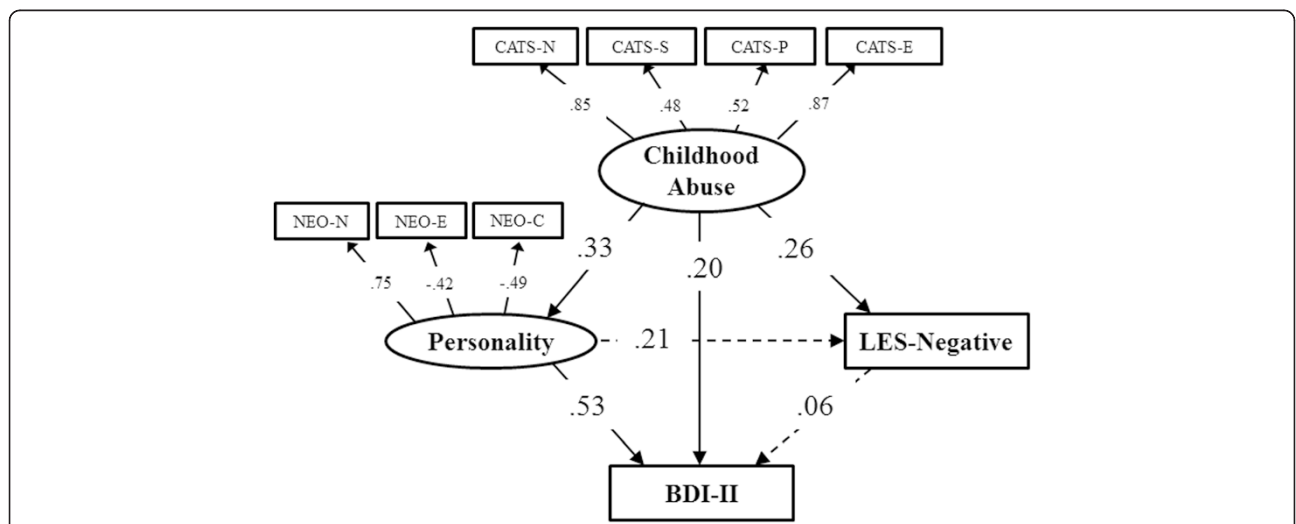 CATS-N CATS-S CATS-P CATS-E
.85 .48 .52 .87
Childhood
Abuse
NEO-N NEO-E NEO-C
.33 .20 .26
.75 -.42 -.49
Personality .21 LES-Negative
.53 .06
BDI-II